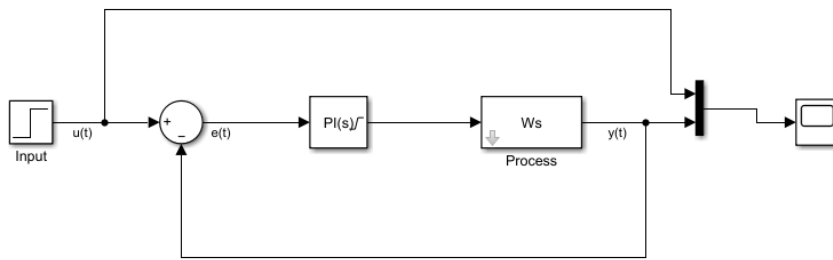 +
−
PI(s)
Ws
u(t)
e(t)
y(t)
Input
Process